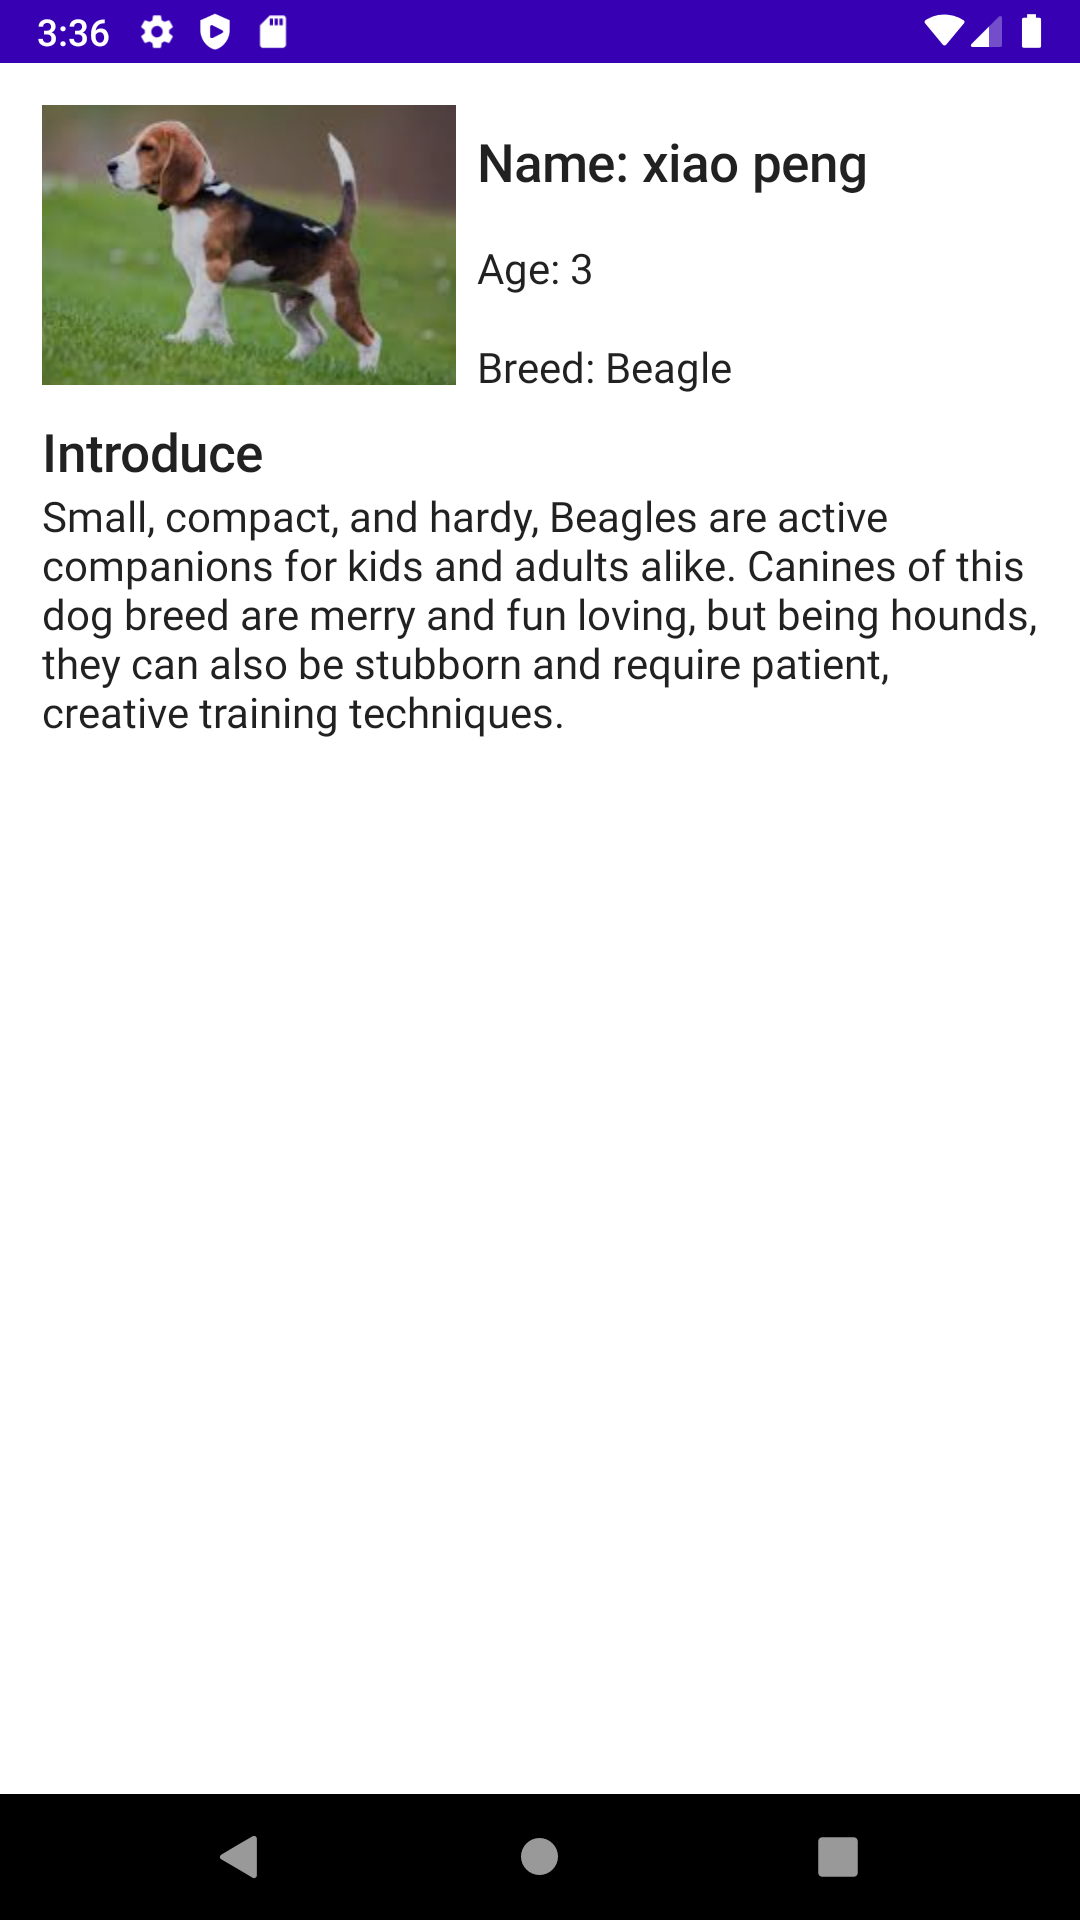 3:36
Name: xiao peng
Age: 3
Breed: Beagle
Introduce
Small, compact, and hardy, Beagles are active
companions for kids and adults alike. Canines of this
dog breed are merry and fun loving, but being hounds,
they can also be stubborn and require patient,
creative training techniques.